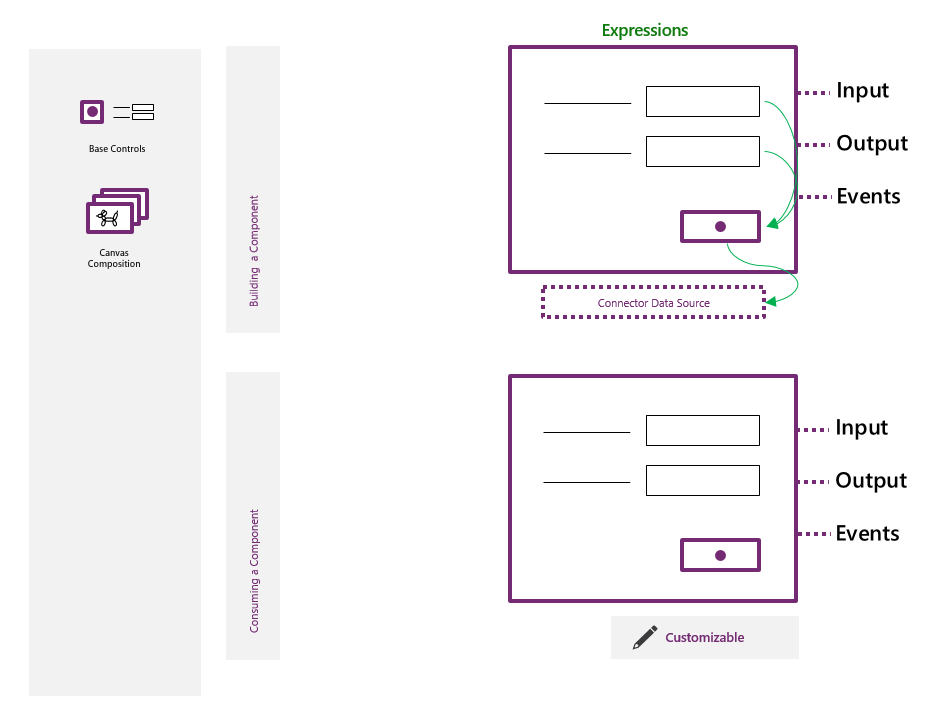 Base Controls
Canvas
Composition
Building a Component
Expressions
Input
Output
Events
Connector Data Source
Consuming a Component
Input
Output
Events
Customizable